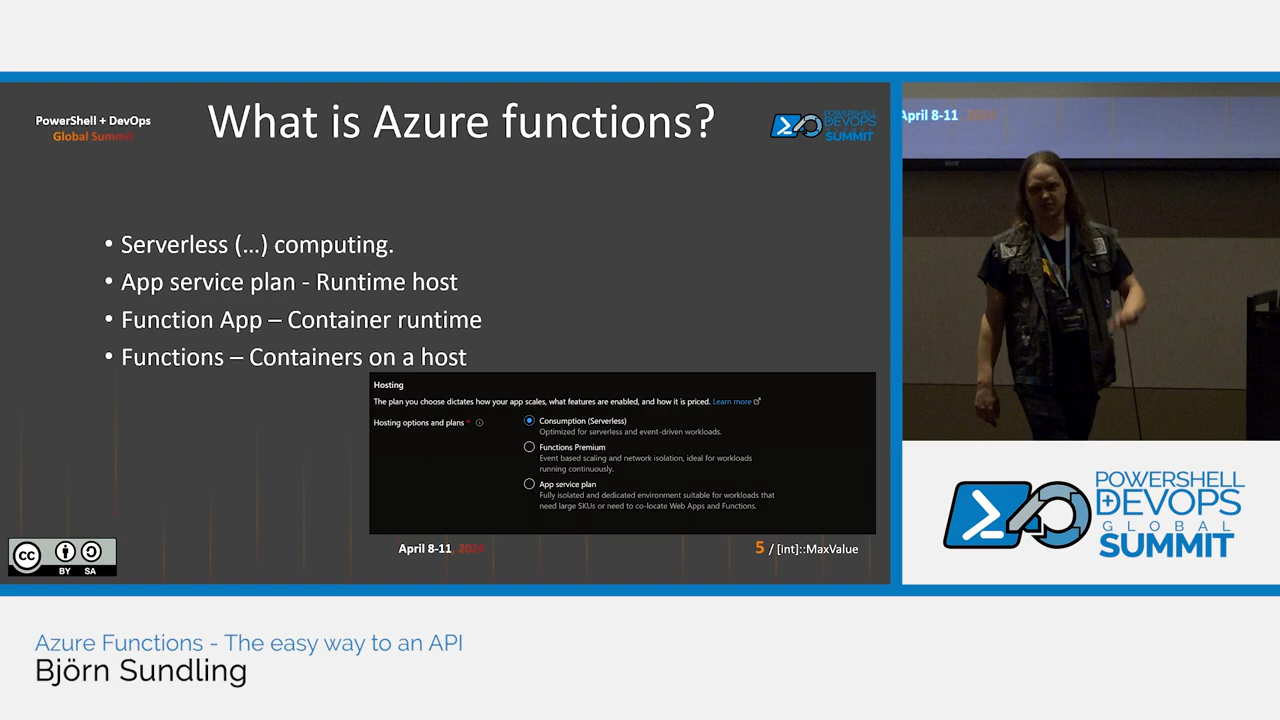 PowerShell + DevOps
Global Summit
What is Azure functions?
POWERSHELL
DEVOPS
GLOBAL
SUMMIT
• Serverless (...) computing.
• App service plan - Runtime host
• Function App – Container runtime
• Functions – Containers on a host
Hosting
The plan you choose dictates how your app scales, what features are enabled, and how it is priced. Learn more
Hosting options and plans *
Consumption (Serverless)
Optimized for serverless and event-driven workloads.
Functions Premium
Event based scaling and network isolation, ideal for workloads
running continuously.
App service plan
Fully isolated and dedicated environment suitable for workloads that
need large SKUs or need to co-locate Web Apps and Functions.
cc
BY SA
April 8-11, 2024
5 / [int]::MaxValue
April 8-11, 2024
POWERSHELL
+
DEVOPS
GLOBAL
SUMMIT
Azure Functions - The easy way to an API
Björn Sundling